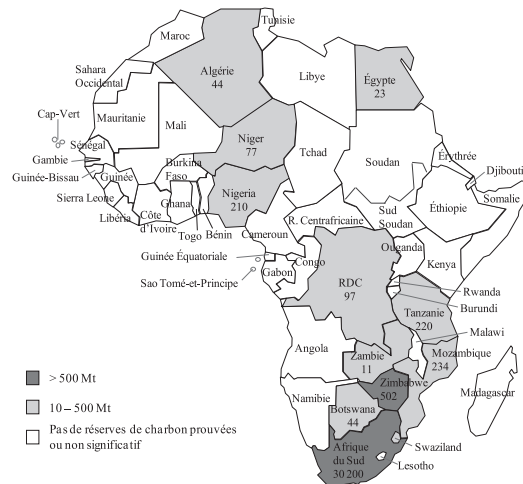 Tunisie
Maroc
Algérie
44
Libye
Égypte
23
Sahara
Occidental
Cap-Vert
Mauritanie
Mali
Niger
77
Tchad
Soudan
Érythrée
Djibouti
Sénégal
Gambie
Guinée-Bissau
Guinée
Sierra Leone
Libéria
Côte
d'Ivoire
Burkina
Faso
Ghana
Togo
Bénin
Nigeria
210
Cameroun
R. Centrafricaine
Sud
Soudan
Éthiopie
Somalie
Guinée Équatoriale
Sao Tomé-et-Principe
Gabon
Congo
RDC
97
Ouganda
Kenya
Rwanda
Burundi
Tanzanie
220
Malawi
Angola
Zambie
11
Mozambique
234
Zimbabwe
502
Madagascar
Namibie
Botswana
44
Afrique
du Sud
30 200
Swaziland
Lesotho
> 500 Mt
10 – 500 Mt
Pas de réserves de charbon prouvées
ou non significatif